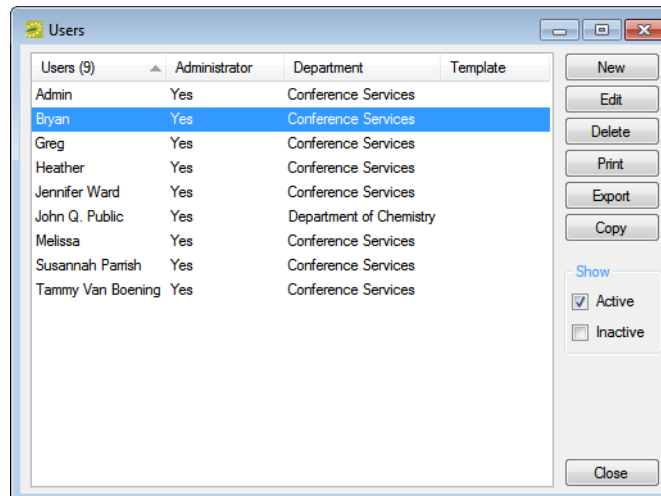 Users
Users (9) Administrator Department Template
Admin Yes Conference Services
Bryan Yes Conference Services
Greg Yes Conference Services
Heather Yes Conference Services
Jennifer Ward Yes Conference Services
John Q. Public Yes Department of Chemistry
Melissa Yes Conference Services
Susannah Parrish Yes Conference Services
Tammy Van Boening Yes Conference Services
New
Edit
Delete
Print
Export
Copy
Show
Active
Inactive
Close